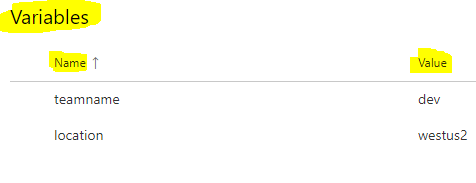 Variables
Name ↑ Value
teamname dev
location westus2